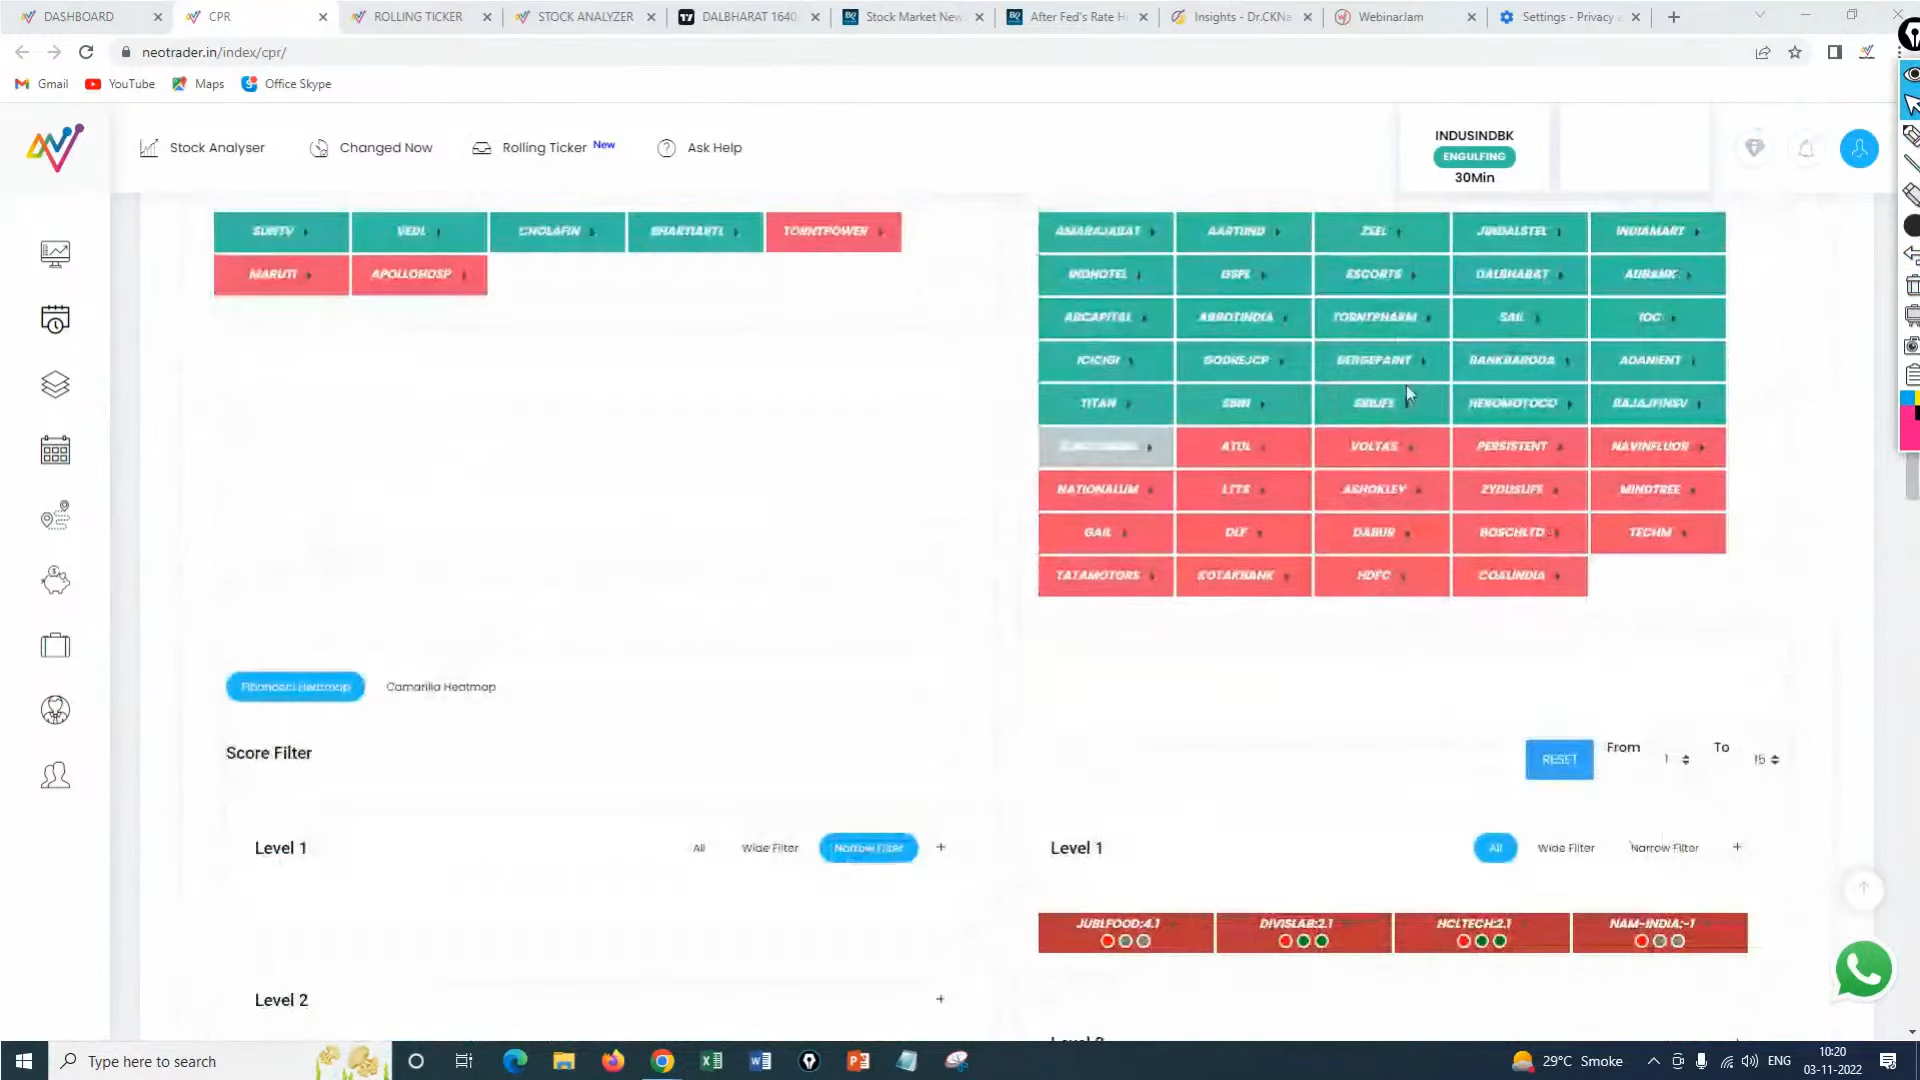 DASHBOARD
CPR
ROLLING TICKER
STOCK ANALYZER
DALBHARAT 1640
Stock Market New
After Fed's Rate Hi
Insights - Dr.CKNa
WebinarJam
Settings - Privacy a
neotrader.in/index/cpr/
Gmail
YouTube
Maps
Office Skype
Stock Analyser
Changed Now
Rolling Ticker New
Ask Help
INDUSINDBK
ENGULFING
30Min
SUNTV VEDL CHOLAFIN BHARTIARTL TORNTPOWER
MARUTI APOLLOHOSP
AMARAJABAT AARTIIND ZEEL JINDALSTEL INDIAMART
INDHOTEL GSPL ESCORTS DALBHARAT AUBANK
ABCAPITAL ABBOTINDIA TORNTPHARM SAIL IOC
ICICIGI GODREJCP BERGEPAINT BANKBARODA ADANIENT
TITAN SBIN SBILIFE HEROMOTOCO BAJAJFINSV
ATUL VOLTAS PERSISTENT NAVINFLUOR
NATIONALUM LTTS ASHOKLEY ZYDUSLIFE MINDTREE
GAIL DLF DABUR BOSCHLTD TECHM
TATAMOTORS KOTAKBANK HDFC COALINDIA
Fibonacci Heatmap
Camarilla Heatmap
Score Filter
RESET
From
1
To
15
Level 1
All
Wide Filter
Narrow Filter
+
Level 1
All
Wide Filter
Narrow Filter
+
JUBLFOOD:4.1
DIVISLAB:2.1
HCLTECH:2.1
NAM-INDIA:-1
Level 2
+
Type here to search
29°C Smoke
ENG
10:20
03-11-2022